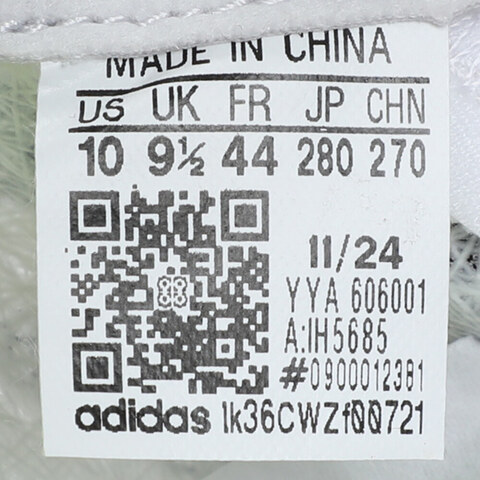 MADE IN CHINA
US UK FR JP CHN
10 9½ 44 280 270
11/24
YYA 606001
A:IH5685
#0900012381
adidas 1k36CWZf00721